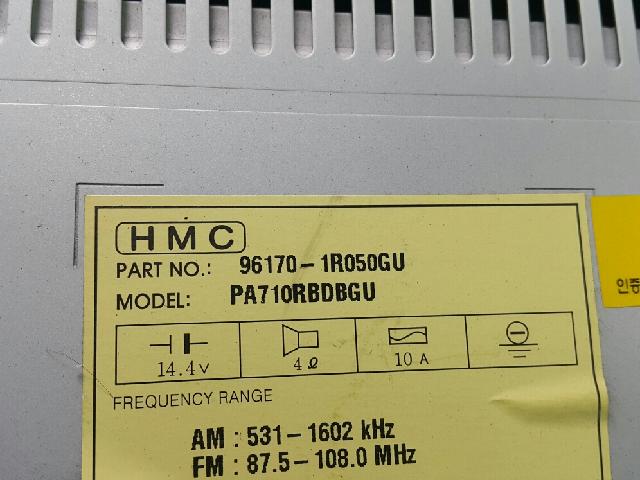 HMC
PART NO.: 96170-1R050GU
MODEL: PA710RBDBGU
14.4V 4Ω 10 A
FREQUENCY RANGE
AM : 531-1602 kHz
FM : 87.5-108.0 MHz
인증